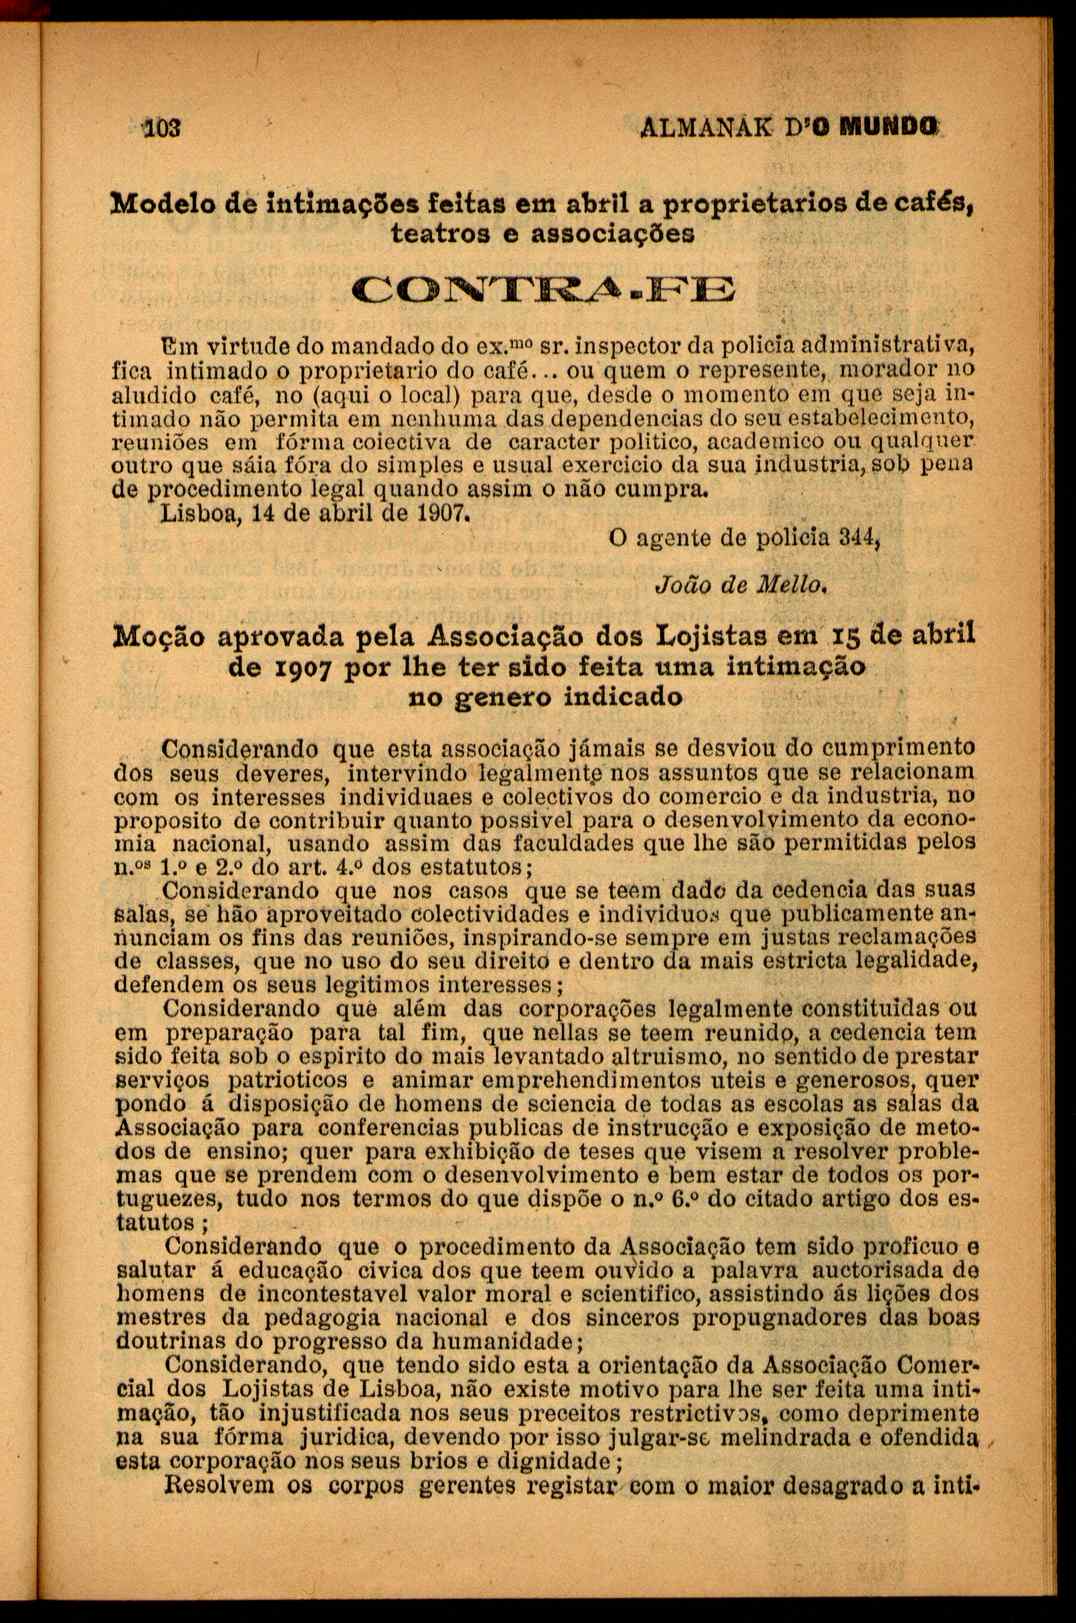 103 ALMANAK D'O MUNDO
Modelo de intimações feitas em abril a proprietarios de cafés,
teatros e associações
CONTRA-FE
Em virtude do mandado do ex.mo sr. inspector da policia administrativa,
fica intimado o proprietario do café... ou quem o represente, morador no
aludido café, no (aqui o local) para que, desde o momento em que seja in-
timado não permita em nenhuma das dependencias do seu estabelecimento,
reuniões em fórma coiectiva de caracter politico, academico ou qualquer
outro que sáia fóra do simples e usual exercicio da sua industria, sob pena
de procedimento legal quando assim o não cumpra.
Lisboa, 14 de abril de 1907.
O agente de policia 344,
João de Mello.
Moção aprovada pela Associação dos Lojistas em 15 de abril
de 1907 por lhe ter sido feita uma intimação
no genero indicado
Considerando que esta associação jámais se desviou do cumprimento
dos seus deveres, intervindo legalmente nos assuntos que se relacionam
com os interesses individuaes e colectivos do comercio e da industria, no
proposito de contribuir quanto possivel para o desenvolvimento da econo-
mia nacional, usando assim das faculdades que lhe são permitidas pelos
n.os 1.º e 2.º do art. 4.º dos estatutos;
Considerando que nos casos que se teem dado da cedencia das suas
salas, se hão aproveitado colectividades e individuos que publicamente an-
nunciam os fins das reuniões, inspirando-se sempre em justas reclamações
de classes, que no uso do seu direito e dentro da mais estricta legalidade,
defendem os seus legitimos interesses;
Considerando que além das corporações legalmente constituidas ou
em preparação para tal fim, que nellas se teem reunido, a cedencia tem
sido feita sob o espirito do mais levantado altruismo, no sentido de prestar
serviços patrioticos e animar emprehendimentos uteis e generosos, quer
pondo á disposição de homens de sciencia de todas as escolas as salas da
Associação para conferencias publicas de instrucção e exposição de meto-
dos de ensino; quer para exhibição de teses que visem a resolver proble-
mas que se prendem com o desenvolvimento e bem estar de todos os por-
tuguezes, tudo nos termos do que dispõe o n.º 6.º do citado artigo dos es-
tatutos;
Considerando que o procedimento da Associação tem sido proficuo e
salutar á educação civica dos que teem ouvido a palavra auctorisada de
homens de incontestavel valor moral e scientifico, assistindo ás lições dos
mestres da pedagogia nacional e dos sinceros propugnadores das boas
doutrinas do progresso da humanidade;
Considerando, que tendo sido esta a orientação da Associação Comer-
cial dos Lojistas de Lisboa, não existe motivo para lhe ser feita uma inti-
mação, tão injustificada nos seus preceitos restrictivos, como deprimente
na sua fórma juridica, devendo por isso julgar-se melindrada e ofendida
esta corporação nos seus brios e dignidade;
Resolvem os corpos gerentes registar com o maior desagrado a inti-